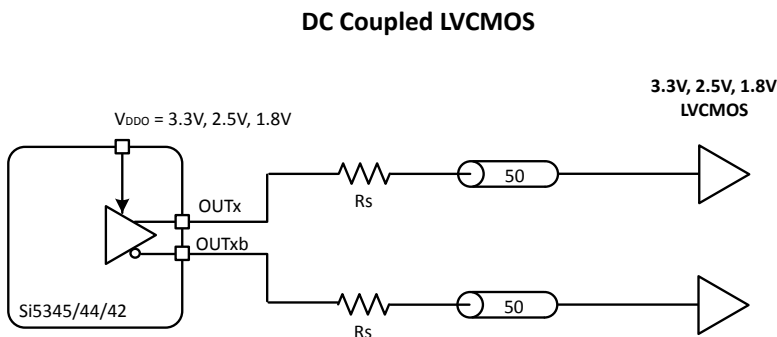 DC Coupled LVCMOS
3.3V, 2.5V, 1.8V
LVCMOS
VDDO = 3.3V, 2.5V, 1.8V
50
OUTx
Rs
OUTxb
50
Si5345/44/42
Rs